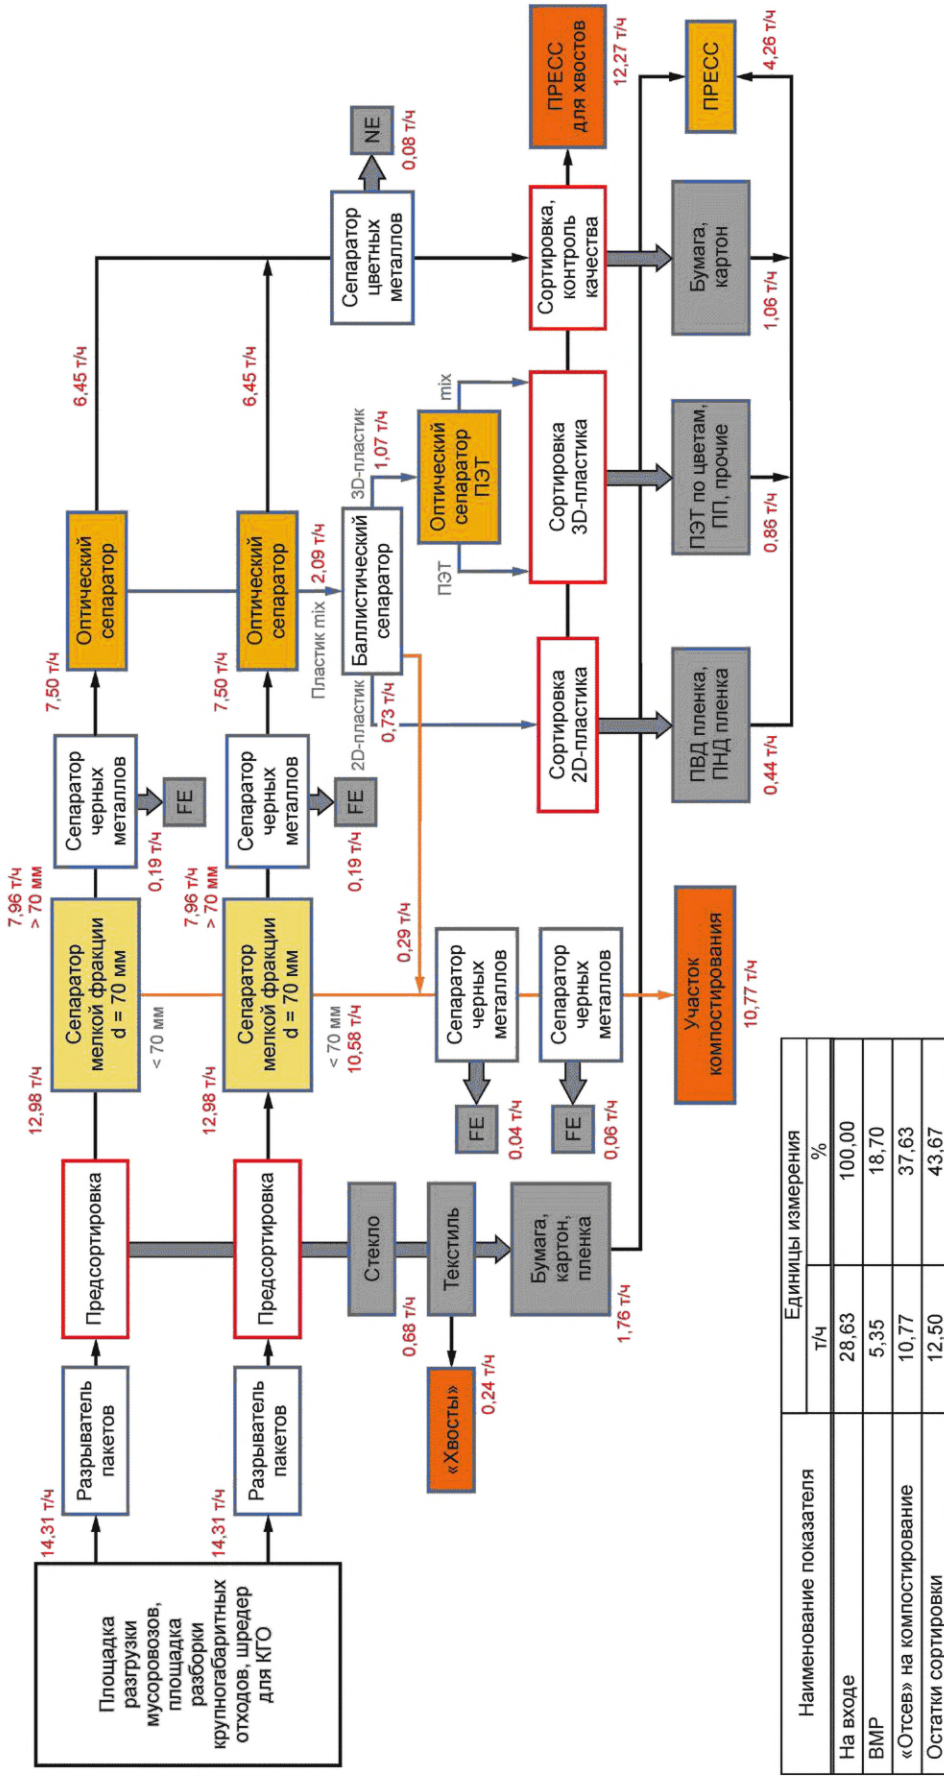 Площадка
разгрузки
мусоровозов,
площадка
разборки
крупногабаритных
отходов, шредер
для КГО
14,31 т/ч
Разрыватель
пакетов
Предсортировка
12,98 т/ч
Сепаратор
мелкой фракции
d = 70 мм
< 70 мм
7,96 т/ч
> 70 мм
Сепаратор
черных
металлов
0,19 т/ч
FE
7,50 т/ч
Оптический
сепаратор
6,45 т/ч
14,31 т/ч
Разрыватель
пакетов
Предсортировка
12,98 т/ч
Сепаратор
мелкой фракции
d = 70 мм
< 70 мм
10,58 т/ч
7,96 т/ч
> 70 мм
Сепаратор
черных
металлов
0,19 т/ч
FE
7,50 т/ч
Оптический
сепаратор
6,45 т/ч
Пластик mix
2,09 т/ч
Сепаратор
цветных
металлов
NE
0,08 т/ч
Стекло
0,68 т/ч
Текстиль
«Хвосты»
0,24 т/ч
Бумага,
картон,
пленка
1,76 т/ч
2D-пластик
0,73 т/ч
Баллистический
сепаратор
3D-пластик
1,07 т/ч
0,29 т/ч
Оптический
сепаратор
ПЭТ
ПЭТ
mix
Сепаратор
черных
металлов
FE
0,04 т/ч
Сепаратор
черных
металлов
FE
0,06 т/ч
Участок
компостирования
10,77 т/ч
Сортировка
2D-пластика
Сортировка
3D-пластика
Сортировка,
контроль
качества
ПРЕСС
для хвостов
12,27 т/ч
ПВД пленка,
ПНД пленка
0,44 т/ч
ПЭТ по цветам,
ПП, прочие
0,86 т/ч
Бумага,
картон
1,06 т/ч
ПРЕСС
4,26 т/ч
Наименование показателя
Единицы измерения
т/ч %
На входе 28,63 100,00
ВМР 5,35 18,70
«Отсев» на компостирование 10,77 37,63
Остатки сортировки 12,50 43,67